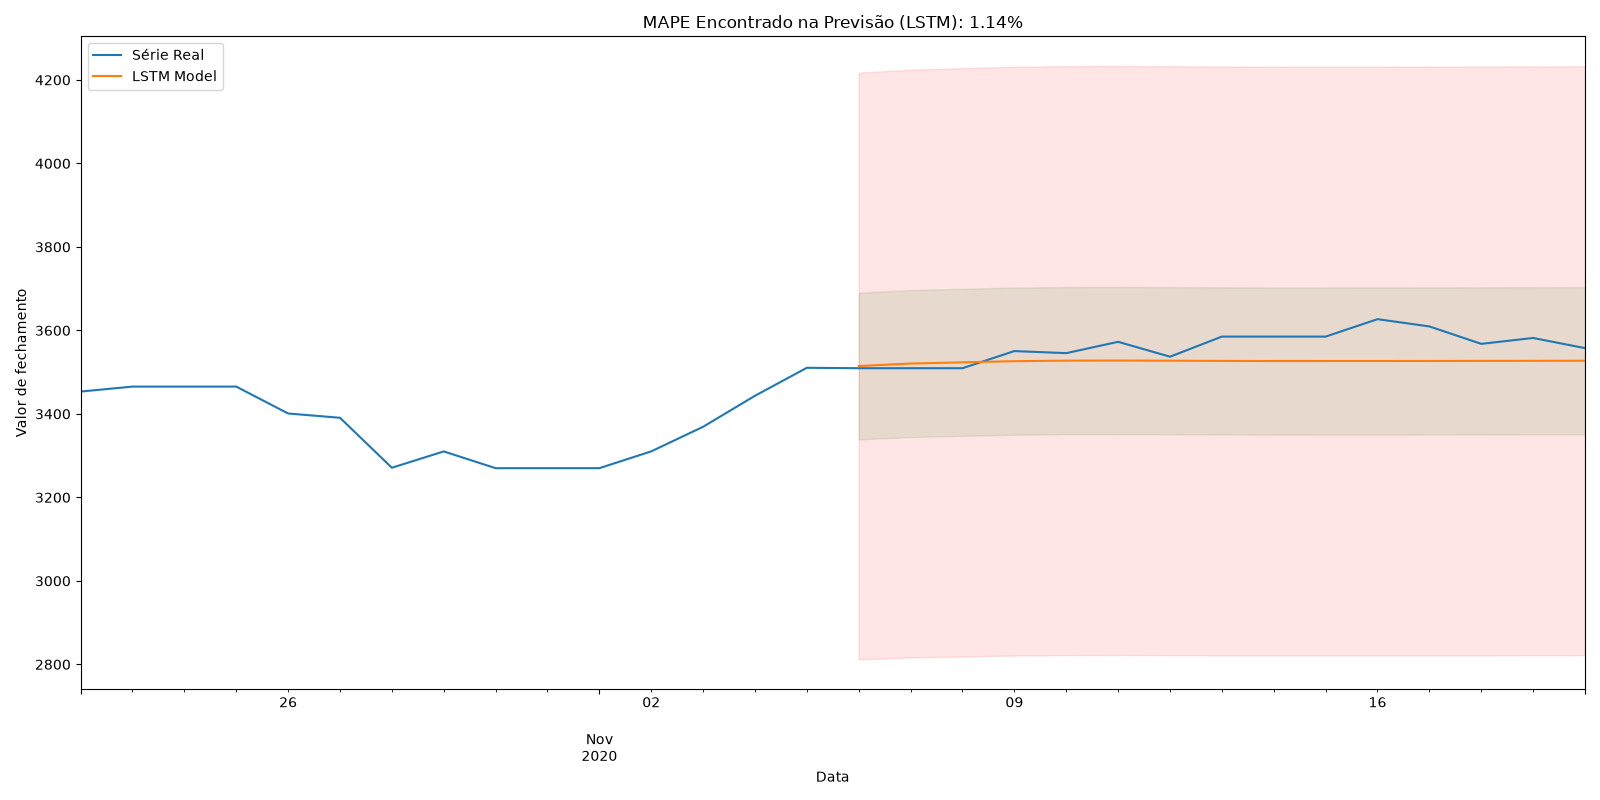 MAPE Encontrado na Previsão (LSTM): 1.14%
Série Real
LSTM Model
4200
4000
3800
3600
3400
3200
3000
2800
Valor de fechamento
26
02
09
16
Nov
2020
Data